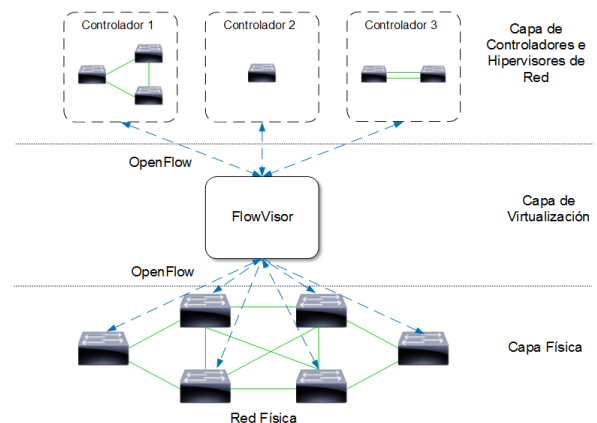 Controlador 1
Controlador 2
Controlador 3
Capa de
Controladores e
Hipervisores de
Red
OpenFlow
FlowVisor
Capa de
Virtualización
OpenFlow
Capa Física
Red Física